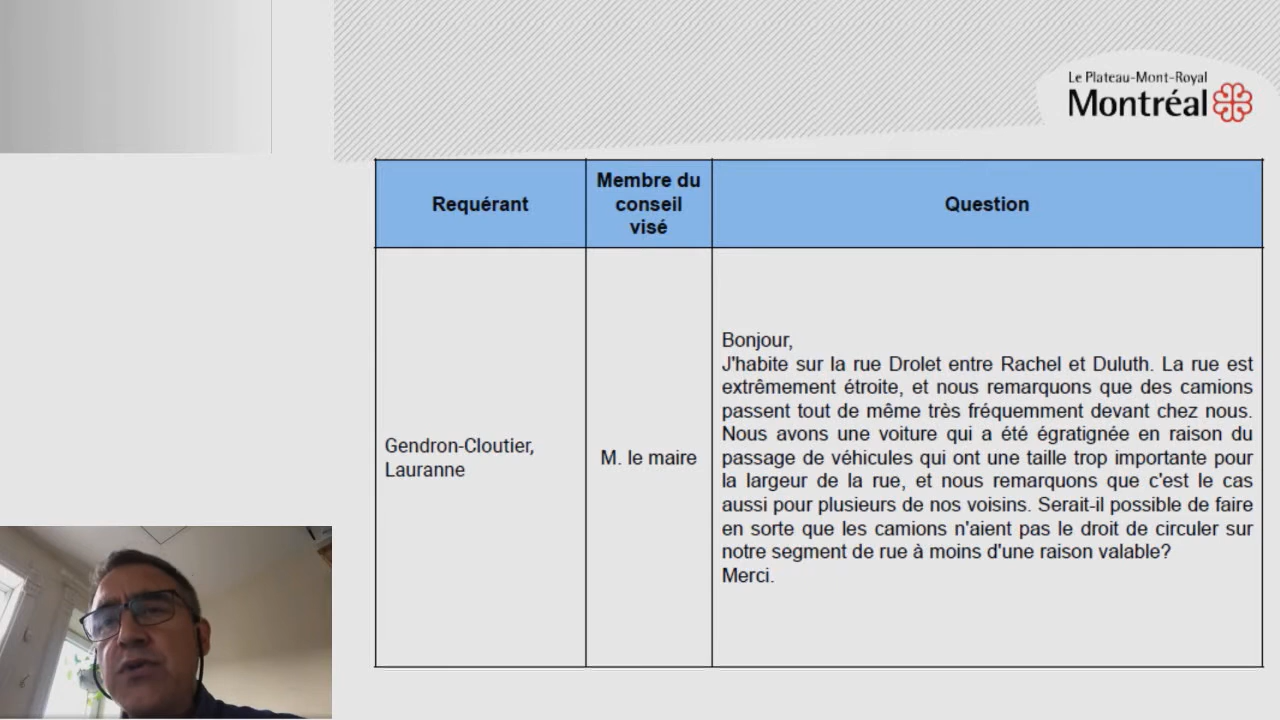 Le Plateau-Mont-Royal
Montréal
Requérant
Membre du
conseil
visé
Question
Gendron-Cloutier,
Lauranne
M. le maire
Bonjour,
J'habite sur la rue Drolet entre Rachel et Duluth. La rue est
extrêmement étroite, et nous remarquons que des camions
passent tout de même très fréquemment devant chez nous.
Nous avons une voiture qui a été égratignée en raison du
passage de véhicules qui ont une taille trop importante pour
la largeur de la rue, et nous remarquons que c'est le cas
aussi pour plusieurs de nos voisins. Serait-il possible de faire
en sorte que les camions n'aient pas le droit de circuler sur
notre segment de rue à moins d'une raison valable?
Merci.